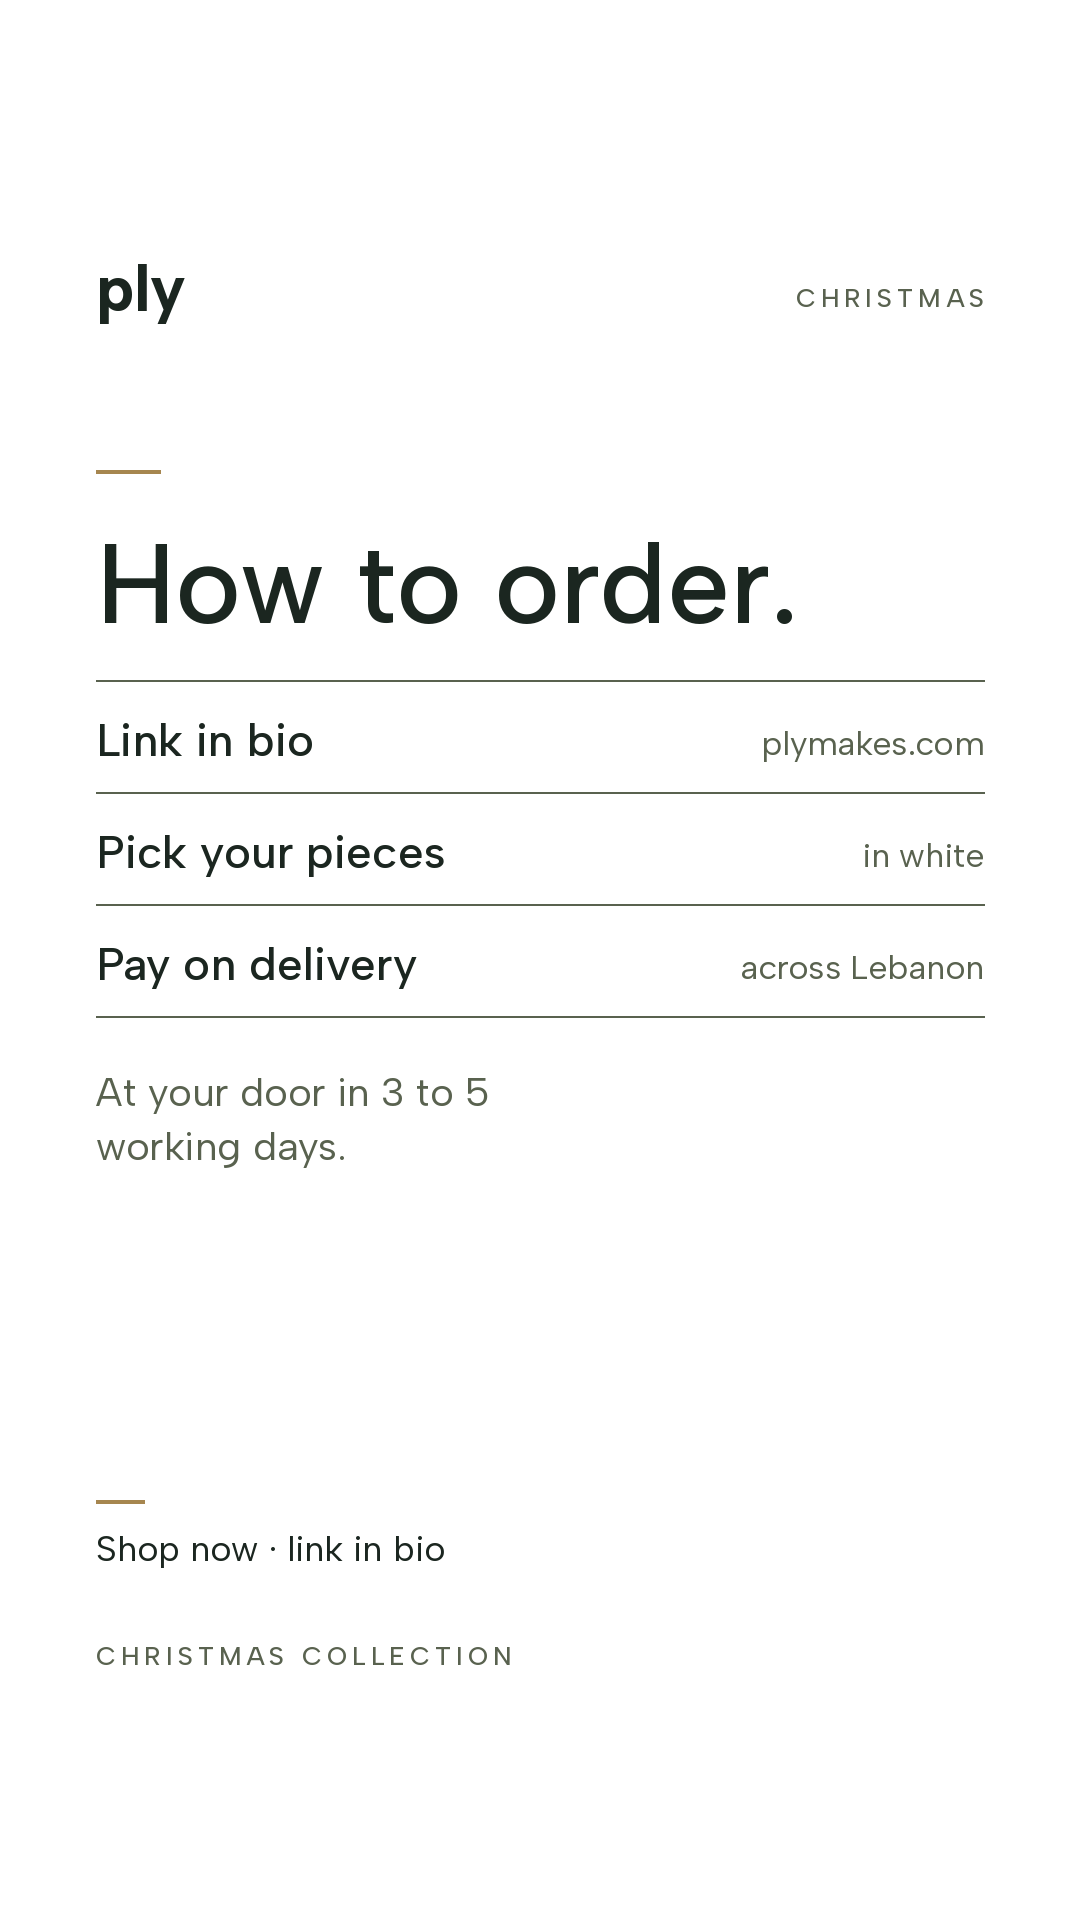 ply
CHRISTMAS
How to order.
Link in bio
plymakes.com
Pick your pieces
in white
Pay on delivery
across Lebanon
At your door in 3 to 5
working days.
Shop now · link in bio
CHRISTMAS COLLECTION